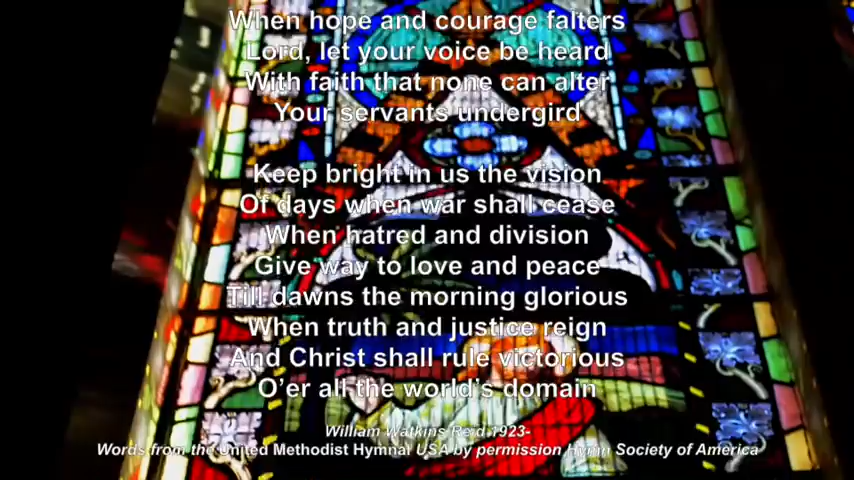 When hope and courage falters
Lord, let your voice be heard
With faith that none can alter
Your servants undergird
Keep bright in us the vision
Of days when war shall cease
When hatred and division
Give way to love and peace
Till dawns the morning glorious
When truth and justice reign
And Christ shall rule victorious
O’er all the world’s domain
William Watkins Reid 1923-
Words from the United Methodist Hymnal USA by permission Hymn Society of America